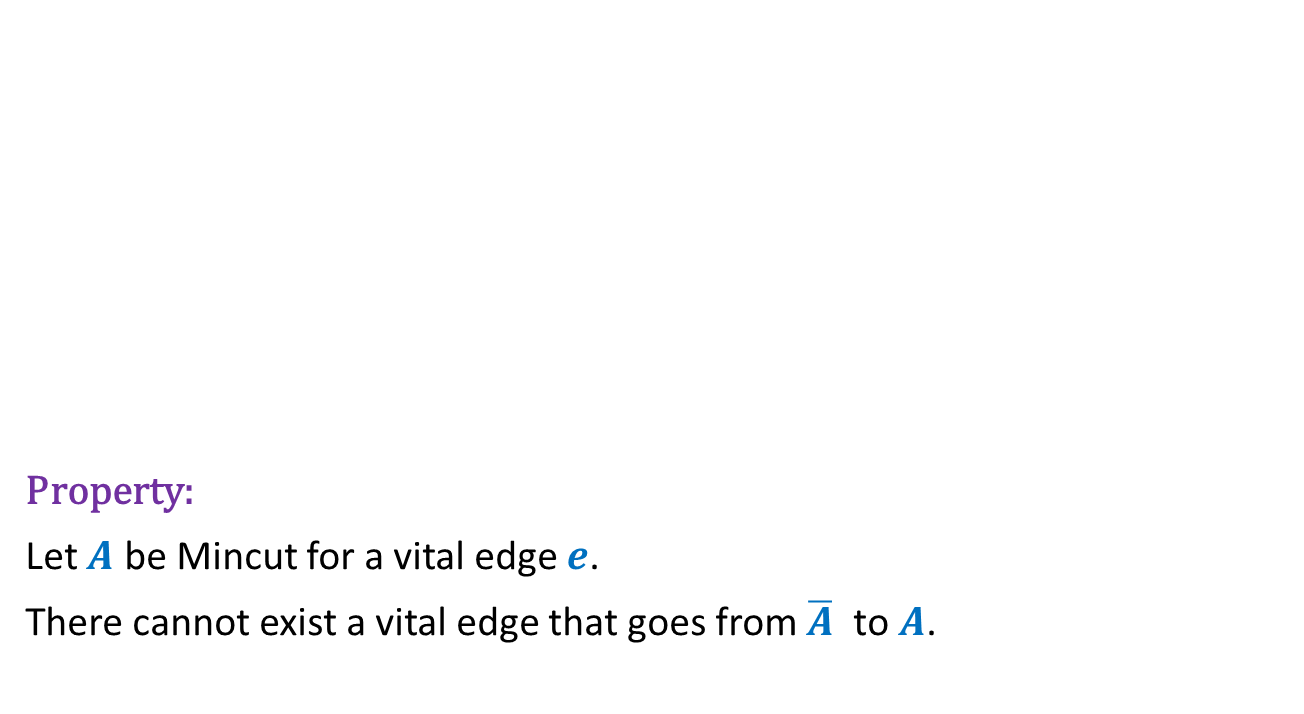 Property:
Let A be Mincut for a vital edge e.
There cannot exist a vital edge that goes from A̅ to A.